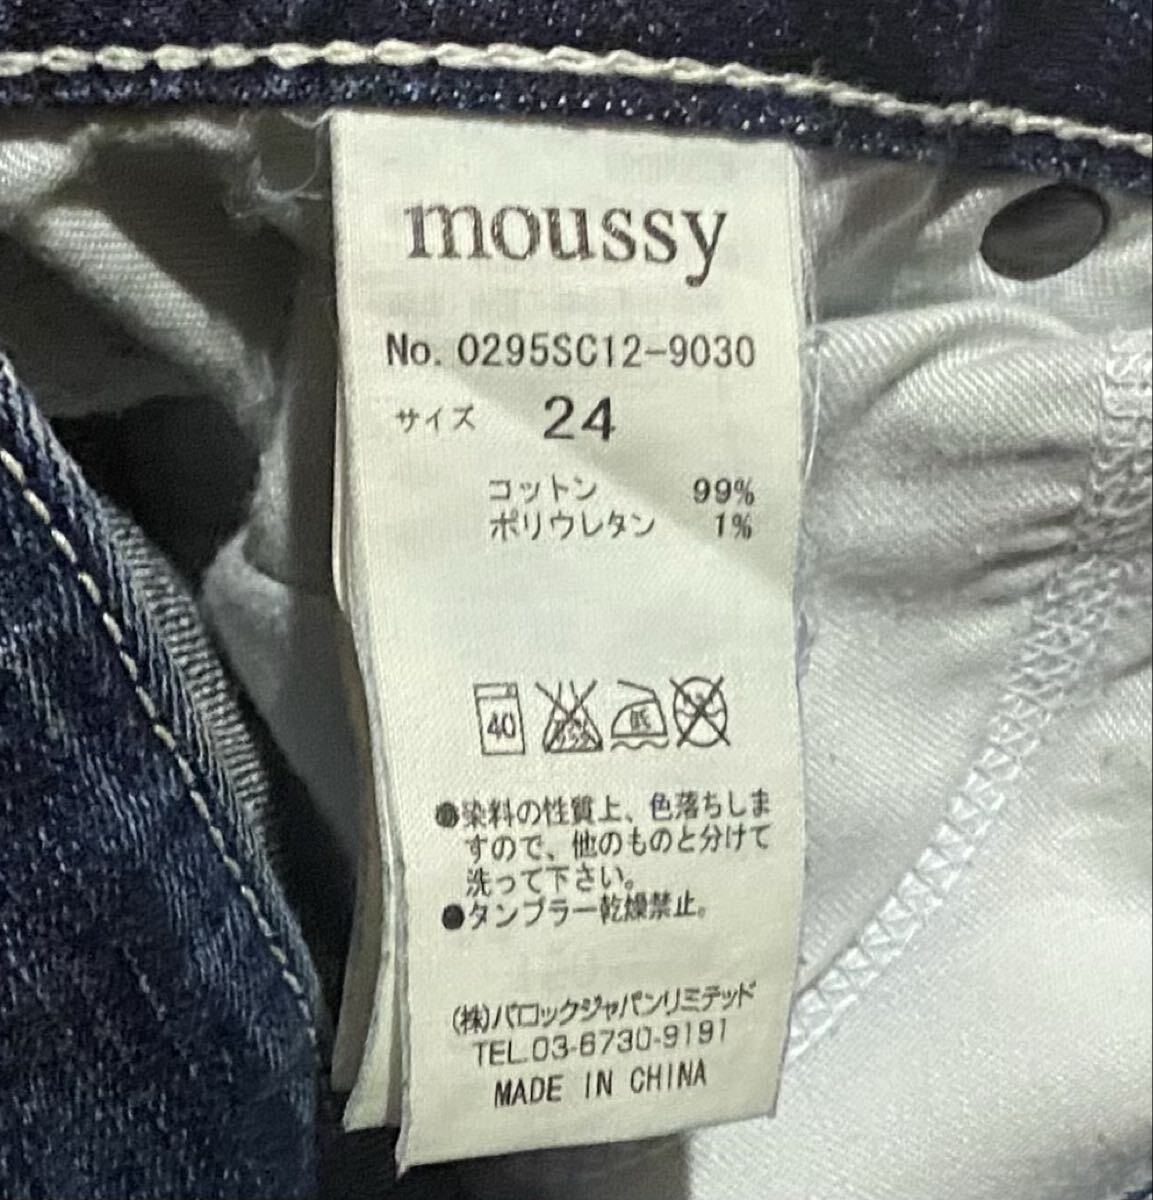 moussy
No. 0295SC12-9030
サイズ 24
コットン 99%
ポリウレタン 1%
40 低
●染料の性質上、色落ちしま
すので、他のものと分けて
洗って下さい。
●タンブラー乾燥禁止。
(株)バロックジャパンリミテッド
TEL.03-6730-9191
MADE IN CHINA